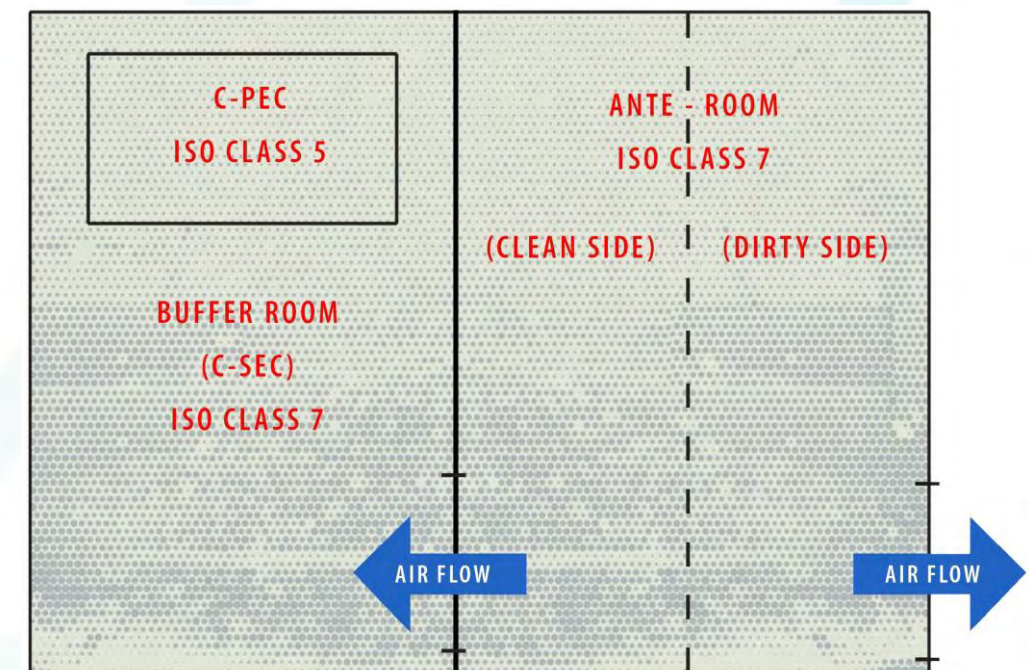 C-PEC
ISO CLASS 5
ANTE - ROOM
ISO CLASS 7
(CLEAN SIDE)
(DIRTY SIDE)
BUFFER ROOM
(C-SEC)
ISO CLASS 7
AIR FLOW
AIR FLOW